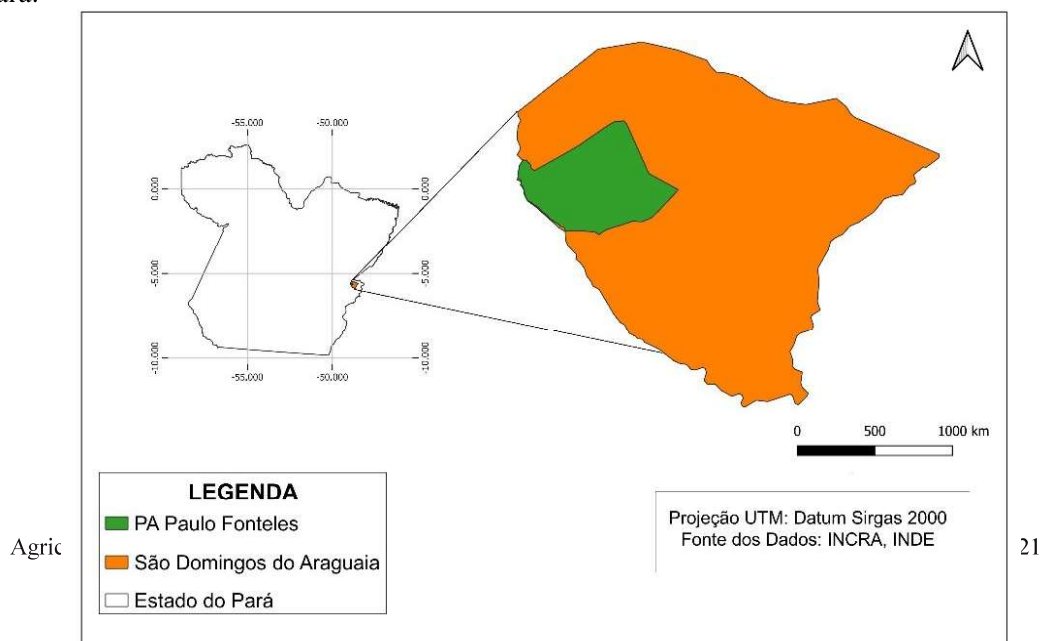 -55.000 -50.000
0.000 0.000
-5.000 -5.000
-10.000 -10.000
-55.000 -50.000
0 500 1000 km
LEGENDA
PA Paulo Fonteles
São Domingos do Araguaia
Estado do Pará
Projeção UTM: Datum Sirgas 2000
Fonte dos Dados: INCRA, INDE
21